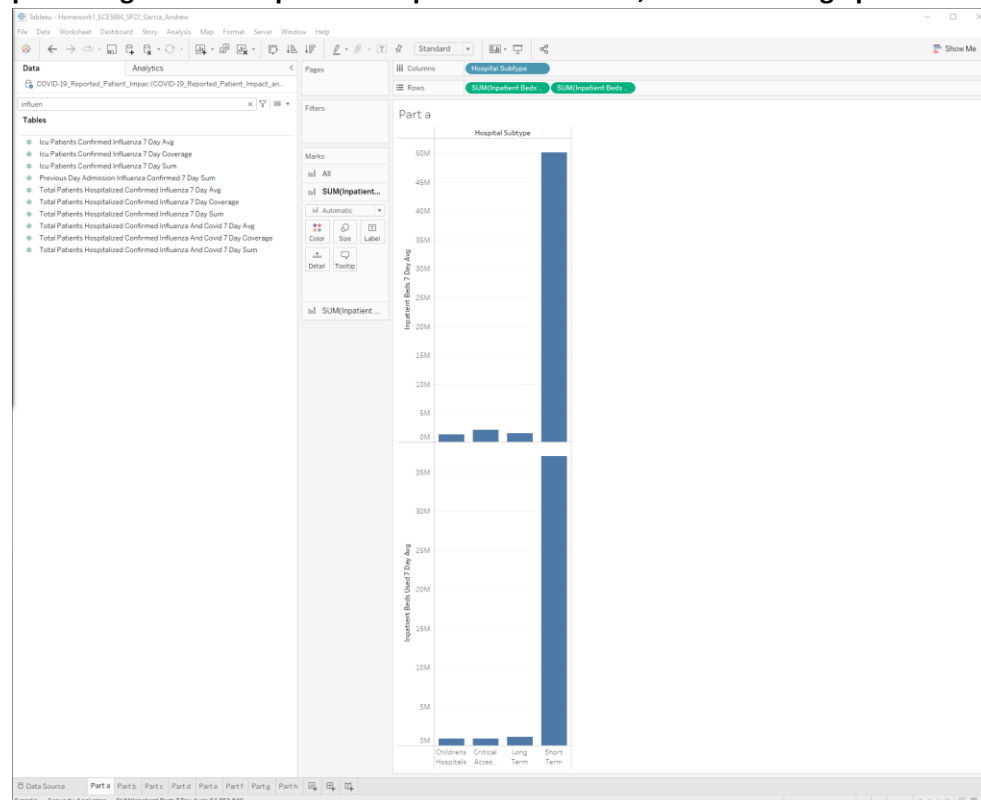 Tableau - Homework1_ECE5984_SP22_Garcia_Andrew
File Data Worksheet Dashboard Story Analysis Map Format Server Window Help
Standard
Show Me
Data Analytics
Pages
Columns Hospital Subtype
COVID-19_Reported_Patient_Impac (COVID-19_Reported_Patient_Impact_an...
Rows SUM(Inpatient Beds .. SUM(Inpatient Beds ..
influen
Filters
Tables
Part a
Hospital Subtype
Icu Patients Confirmed Influenza 7 Day Avg
Icu Patients Confirmed Influenza 7 Day Coverage
Icu Patients Confirmed Influenza 7 Day Sum
Previous Day Admission Influenza Confirmed 7 Day Sum
Total Patients Hospitalized Confirmed Influenza 7 Day Avg
Total Patients Hospitalized Confirmed Influenza 7 Day Coverage
Total Patients Hospitalized Confirmed Influenza 7 Day Sum
Total Patients Hospitalized Confirmed Influenza And Covid 7 Day Avg
Total Patients Hospitalized Confirmed Influenza And Covid 7 Day Coverage
Total Patients Hospitalized Confirmed Influenza And Covid 7 Day Sum
Marks
All
SUM(Inpatient...
Automatic
Color Size Label
Detail Tooltip
SUM(Inpatient ...
Inpatient Beds 7 Day Avg
50M
45M
40M
35M
30M
25M
20M
15M
10M
5M
0M
Inpatient Beds Used 7 Day Avg
35M
30M
25M
20M
15M
10M
5M
0M
Childrens Critical Long Short
Hospitals Acces.. Term Term
Data Source Part a Part b Part c Part d Part e Part f Part g Part h